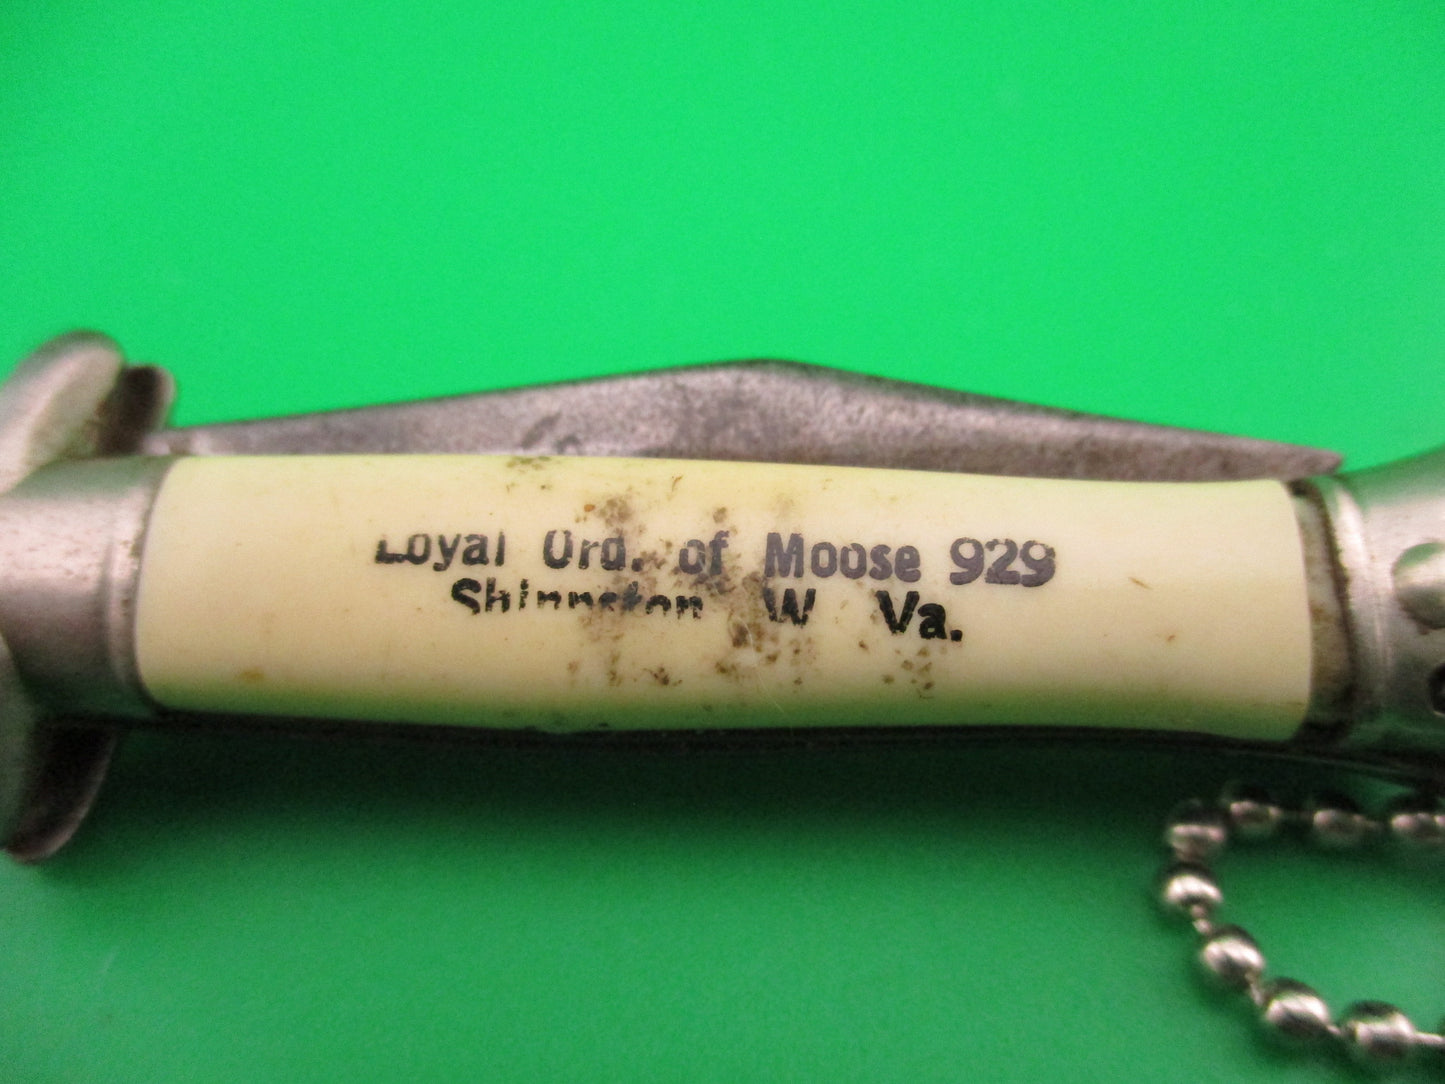 Loyal Ord. of Moose 929
Shinnston W Va.